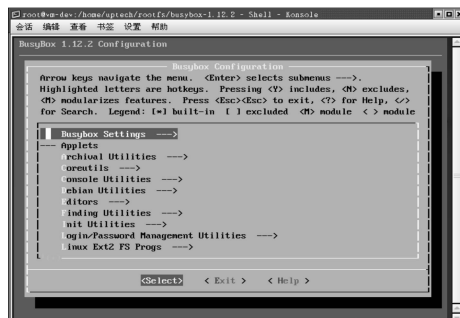 root@vm-dev:/home/uptech/rootfs/busybox-1.12.2 - Shell - Konsole
会话 编辑 查看 书签 设置 帮助
BusyBox 1.12.2 Configuration
Busybox Configuration
Arrow keys navigate the menu. <Enter> selects submenus --->.
Highlighted letters are hotkeys. Pressing <Y> includes, <N> excludes,
<M> modularizes features. Press <Esc><Esc> to exit, <?> for Help, </>
for Search. Legend: [*] built-in [ ] excluded <M> module < > module
Busybox Settings --->
--- Applets
rchival Utilities --->
oreutils --->
onsole Utilities --->
ebian Utilities --->
ditors --->
inding Utilities --->
nit Utilities --->
ogin/Password Management Utilities --->
inux Ext2 FS Progs --->
<Select> < Exit > < Help >